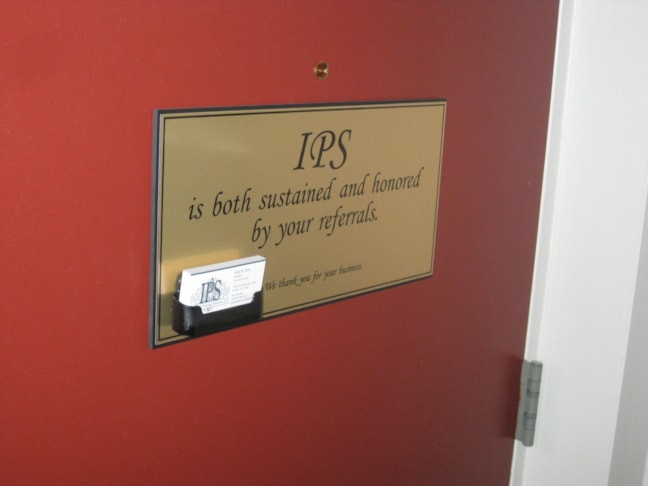 IPS
is both sustained and honored
by your referrals.
We thank you for your business.
IPS